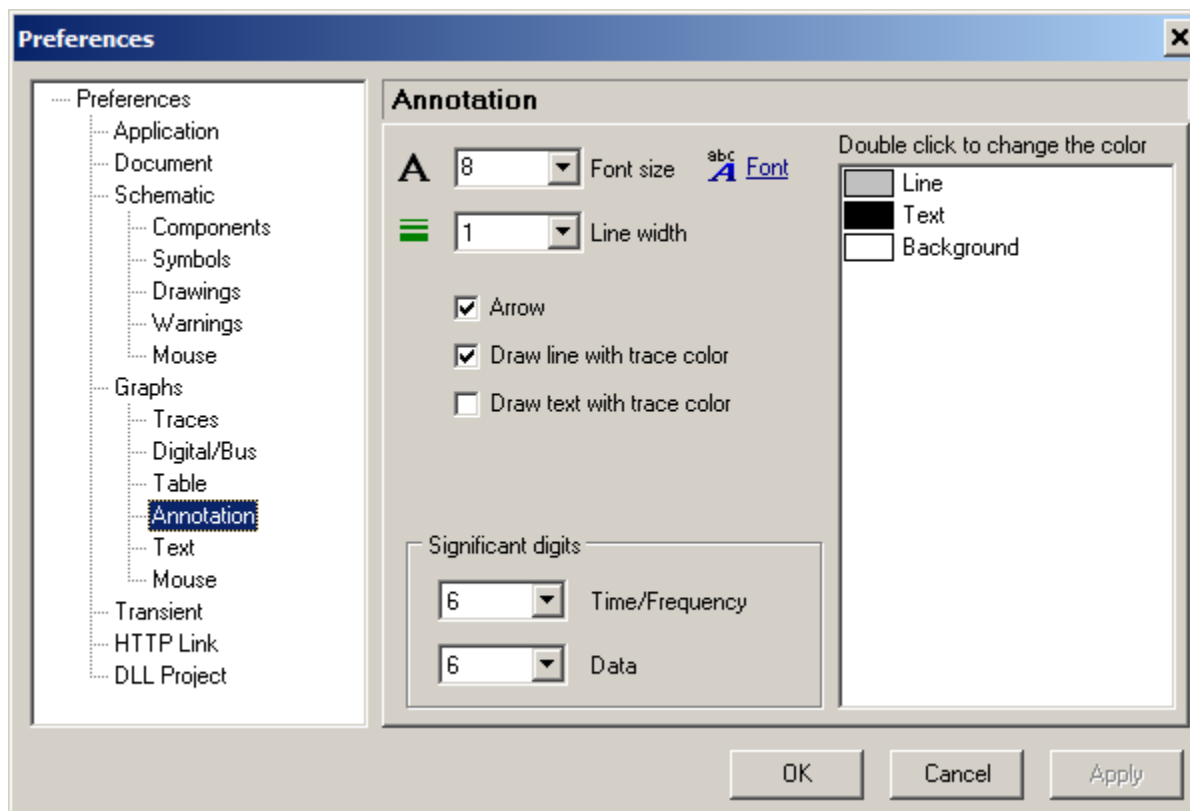 Preferences
Preferences
Application
Document
Schematic
Components
Symbols
Drawings
Warnings
Mouse
Graphs
Traces
Digital/Bus
Table
Annotation
Text
Mouse
Transient
HTTP Link
DLL Project
Annotation
A 8 Font size abc A Font
1 Line width
Arrow
Draw line with trace color
Draw text with trace color
Significant digits
6 Time/Frequency
6 Data
Double click to change the color
Line
Text
Background
OK Cancel Apply